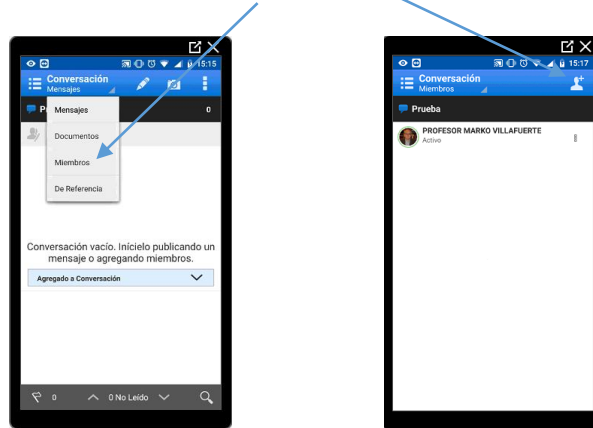 15:15
Conversación
Mensajes
0
Mensajes
Documentos
Miembros
De Referencia
Conversación vacío. Inícielo publicando un
mensaje o agregando miembros.
Agregado a Conversación
0
0 No Leído
15:17
Conversación
Miembros
Prueba
PROFESOR MARKO VILLAFUERTE
Activo